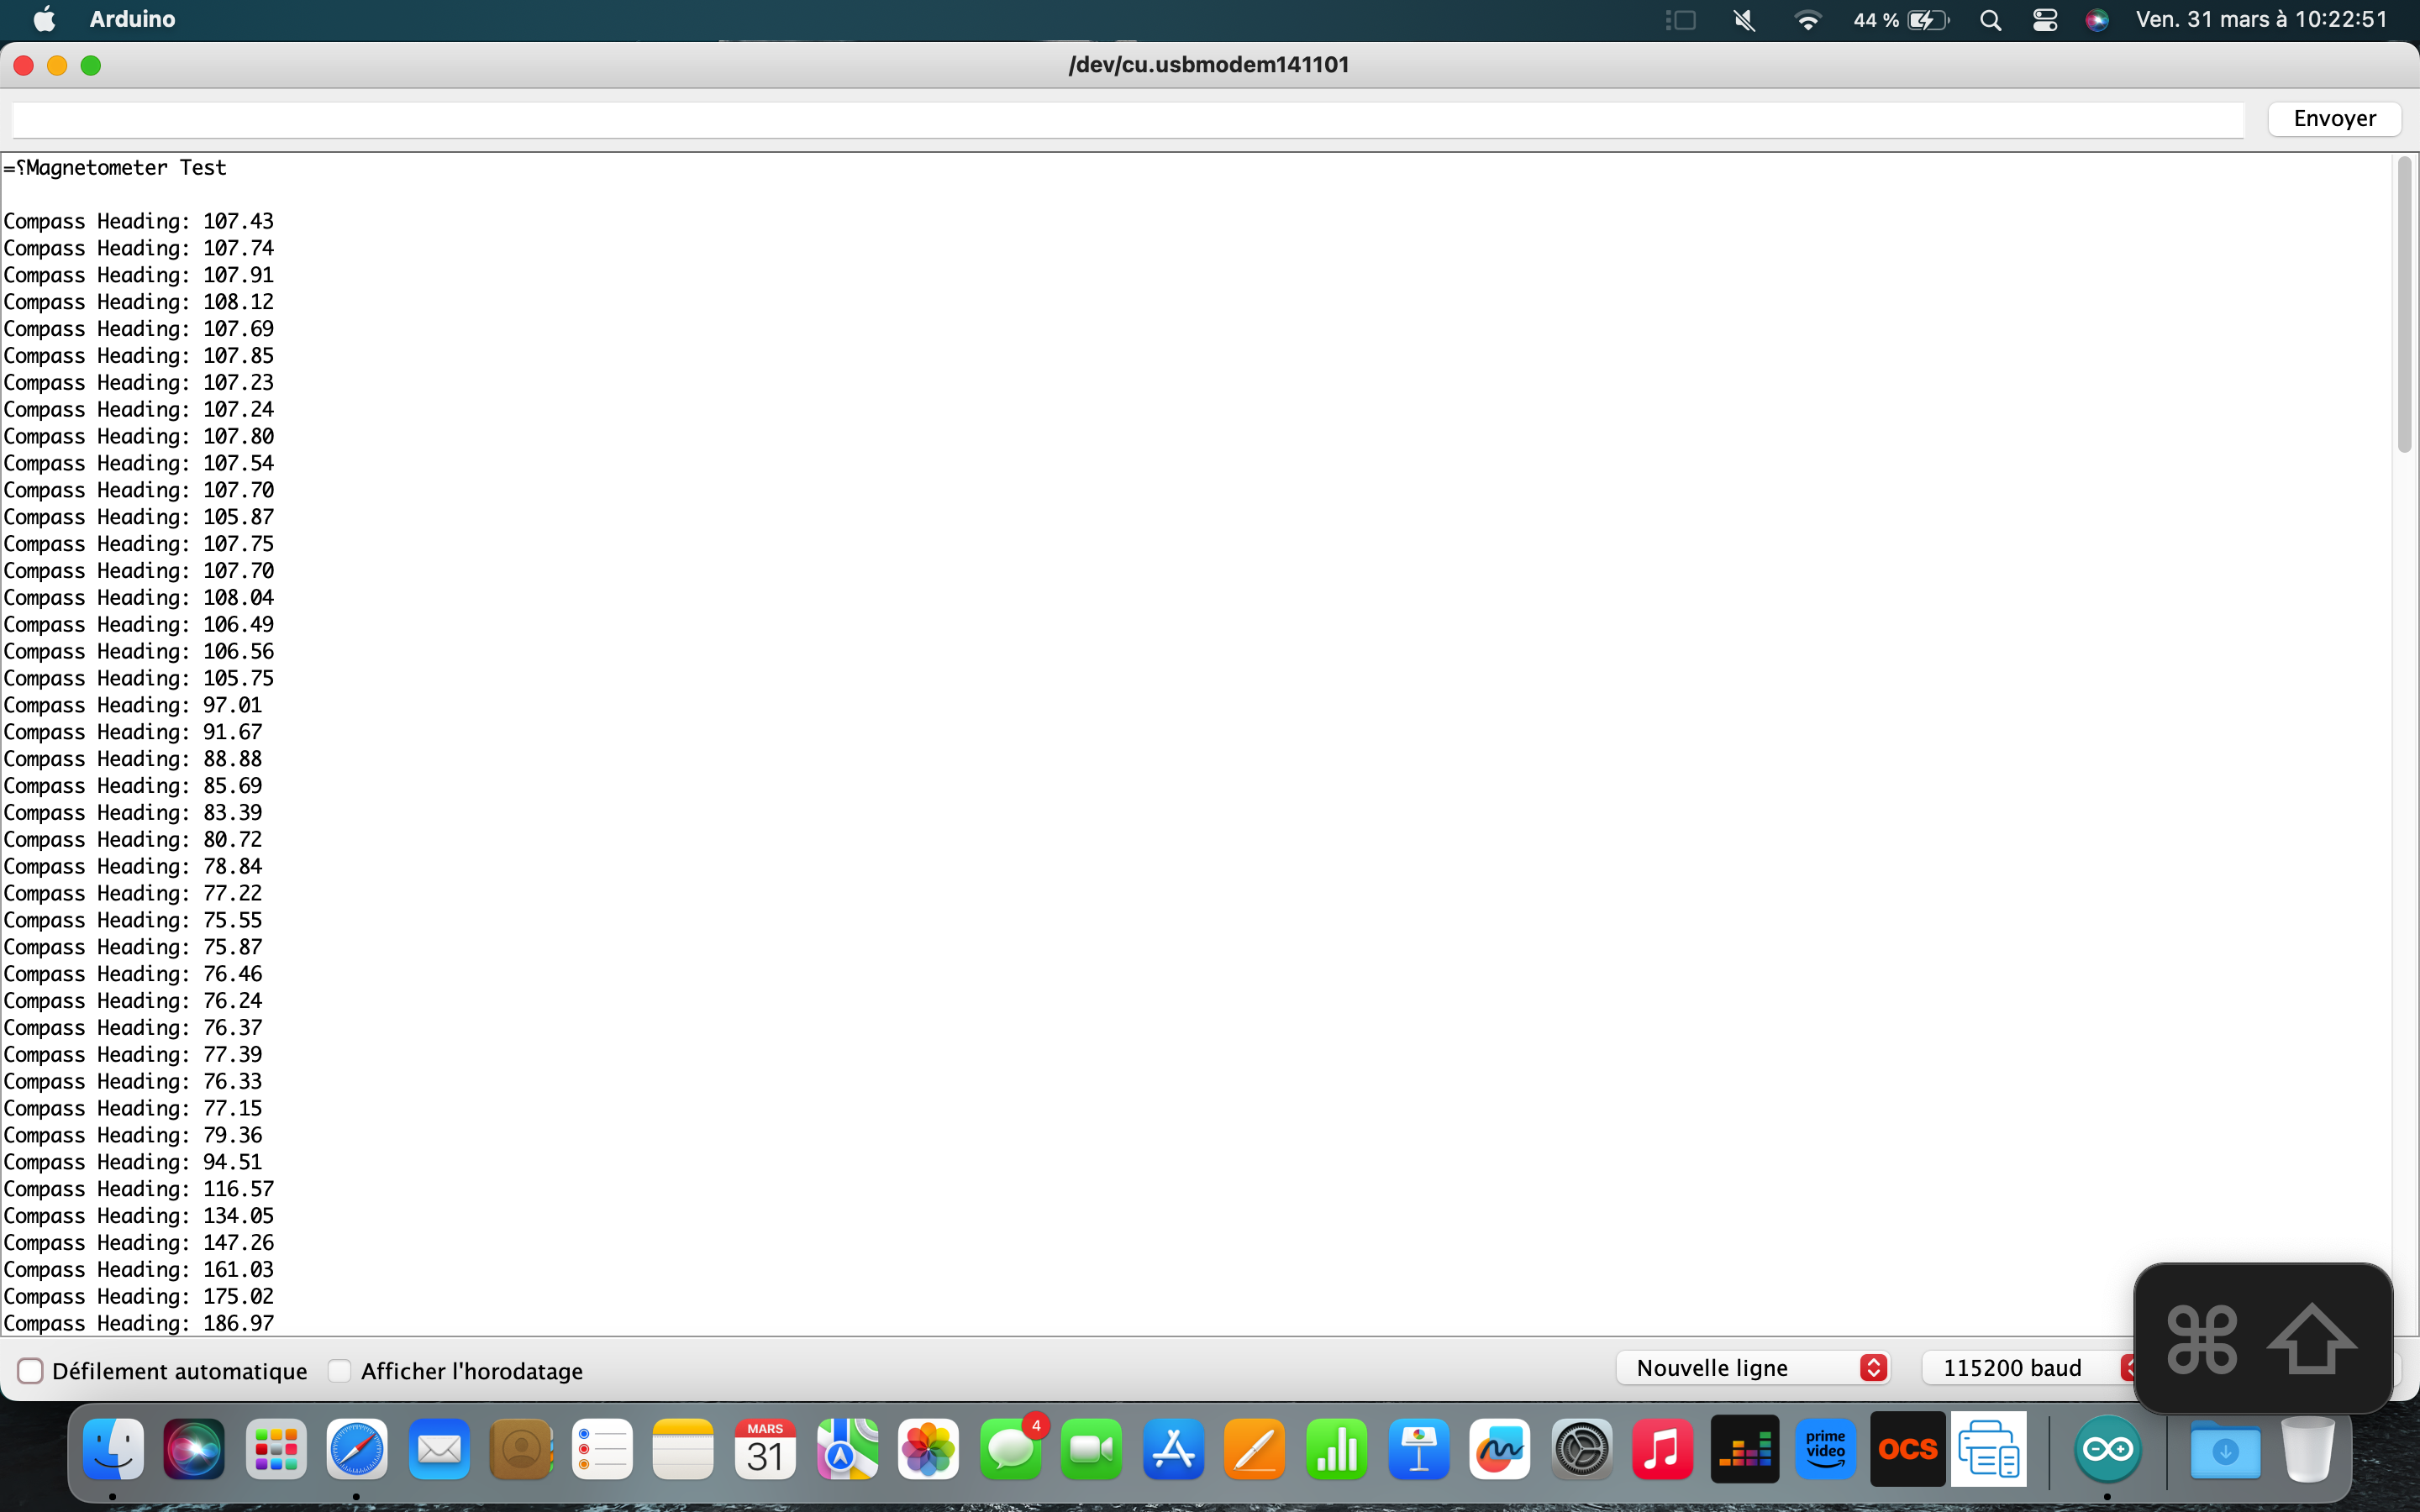 Arduino
44 %
Ven. 31 mars à 10:22:51
/dev/cu.usbmodem141101
Envoyer
=⸮Magnetometer Test
Compass Heading: 107.43
Compass Heading: 107.74
Compass Heading: 107.91
Compass Heading: 108.12
Compass Heading: 107.69
Compass Heading: 107.85
Compass Heading: 107.23
Compass Heading: 107.24
Compass Heading: 107.80
Compass Heading: 107.54
Compass Heading: 107.70
Compass Heading: 105.87
Compass Heading: 107.75
Compass Heading: 107.70
Compass Heading: 108.04
Compass Heading: 106.49
Compass Heading: 106.56
Compass Heading: 105.75
Compass Heading: 97.01
Compass Heading: 91.67
Compass Heading: 88.88
Compass Heading: 85.69
Compass Heading: 83.39
Compass Heading: 80.72
Compass Heading: 78.84
Compass Heading: 77.22
Compass Heading: 75.55
Compass Heading: 75.87
Compass Heading: 76.46
Compass Heading: 76.24
Compass Heading: 76.37
Compass Heading: 77.39
Compass Heading: 76.33
Compass Heading: 77.15
Compass Heading: 79.36
Compass Heading: 94.51
Compass Heading: 116.57
Compass Heading: 134.05
Compass Heading: 147.26
Compass Heading: 161.03
Compass Heading: 175.02
Compass Heading: 186.97
Défilement automatique
Afficher l'horodatage
Nouvelle ligne
115200 baud
MARS
31
4
prime
video
OCS